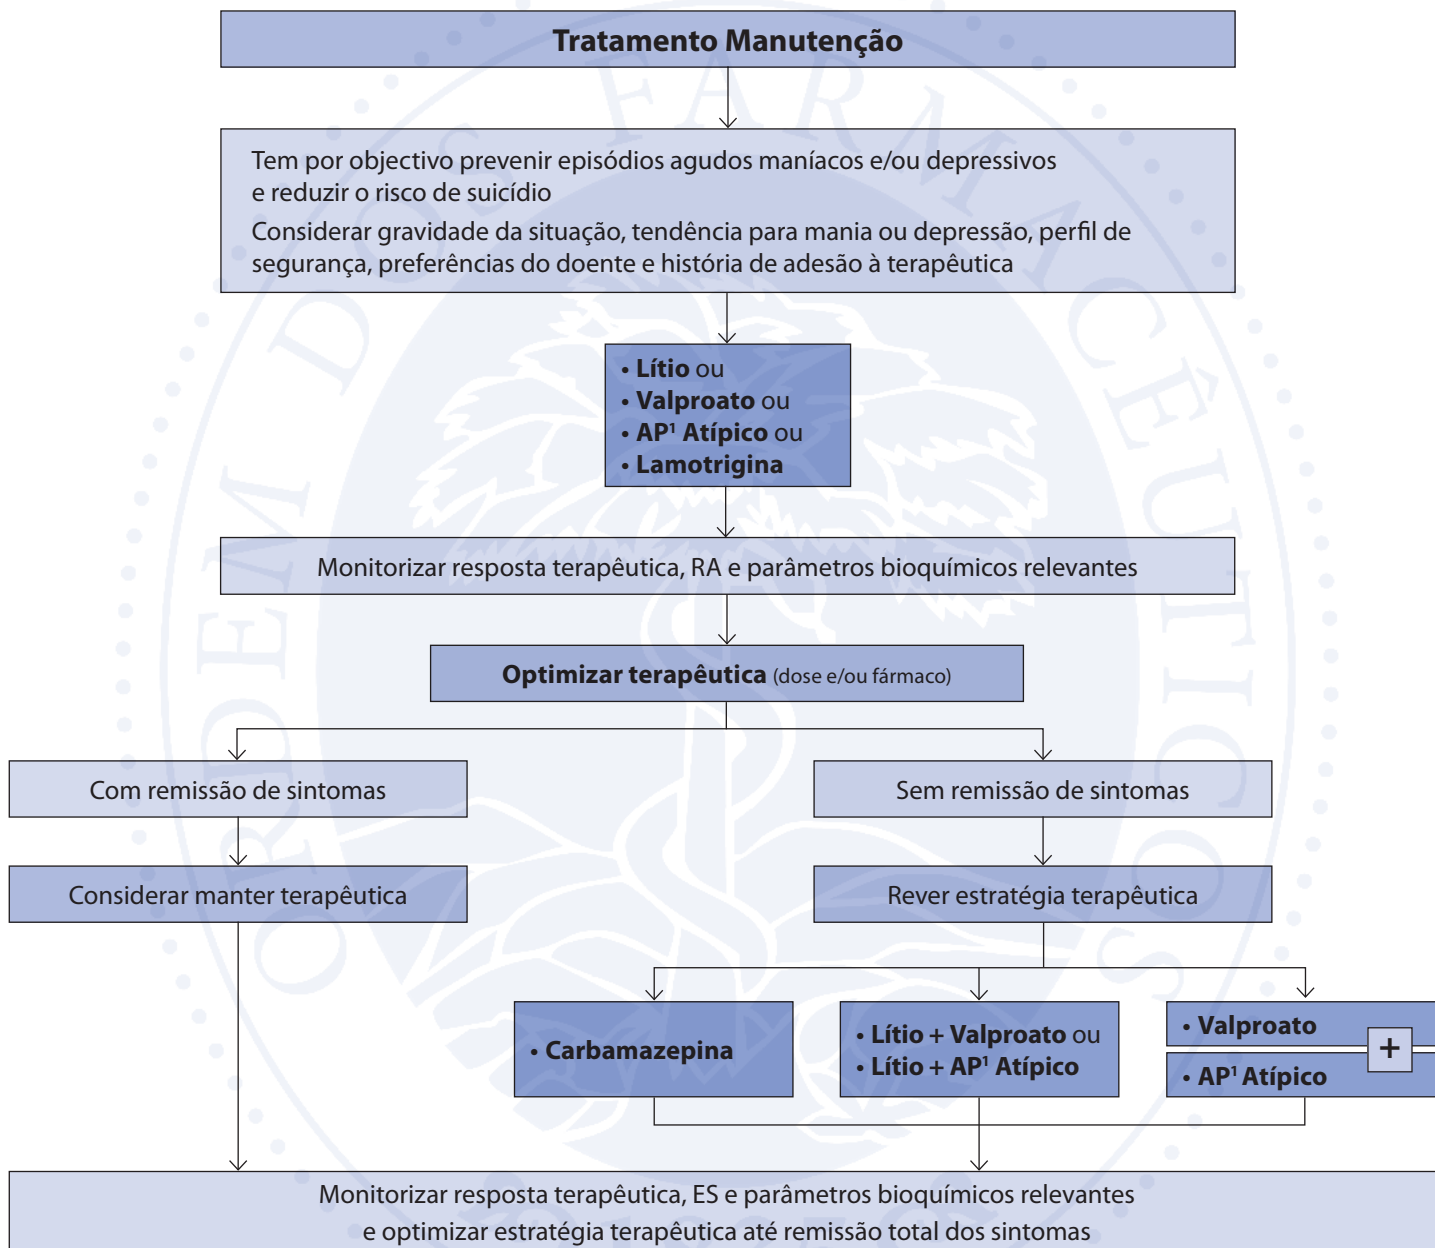 Tratamento Manutenção
Tem por objectivo prevenir episódios agudos maníacos e/ou depressivos
e reduzir o risco de suicídio
Considerar gravidade da situação, tendência para mania ou depressão, perfil de
segurança, preferências do doente e história de adesão à terapêutica
• Lítio ou
• Valproato ou
• AP¹ Atípico ou
• Lamotrigina
Monitorizar resposta terapêutica, RA e parâmetros bioquímicos relevantes
Optimizar terapêutica (dose e/ou fármaco)
Com remissão de sintomas
Sem remissão de sintomas
Considerar manter terapêutica
Rever estratégia terapêutica
• Carbamazepina
• Lítio + Valproato ou
• Lítio + AP¹ Atípico
• Valproato
+
• AP¹ Atípico
Monitorizar resposta terapêutica, ES e parâmetros bioquímicos relevantes
e optimizar estratégia terapêutica até remissão total dos sintomas
ORDEM DOS FARMACÊUTICOS